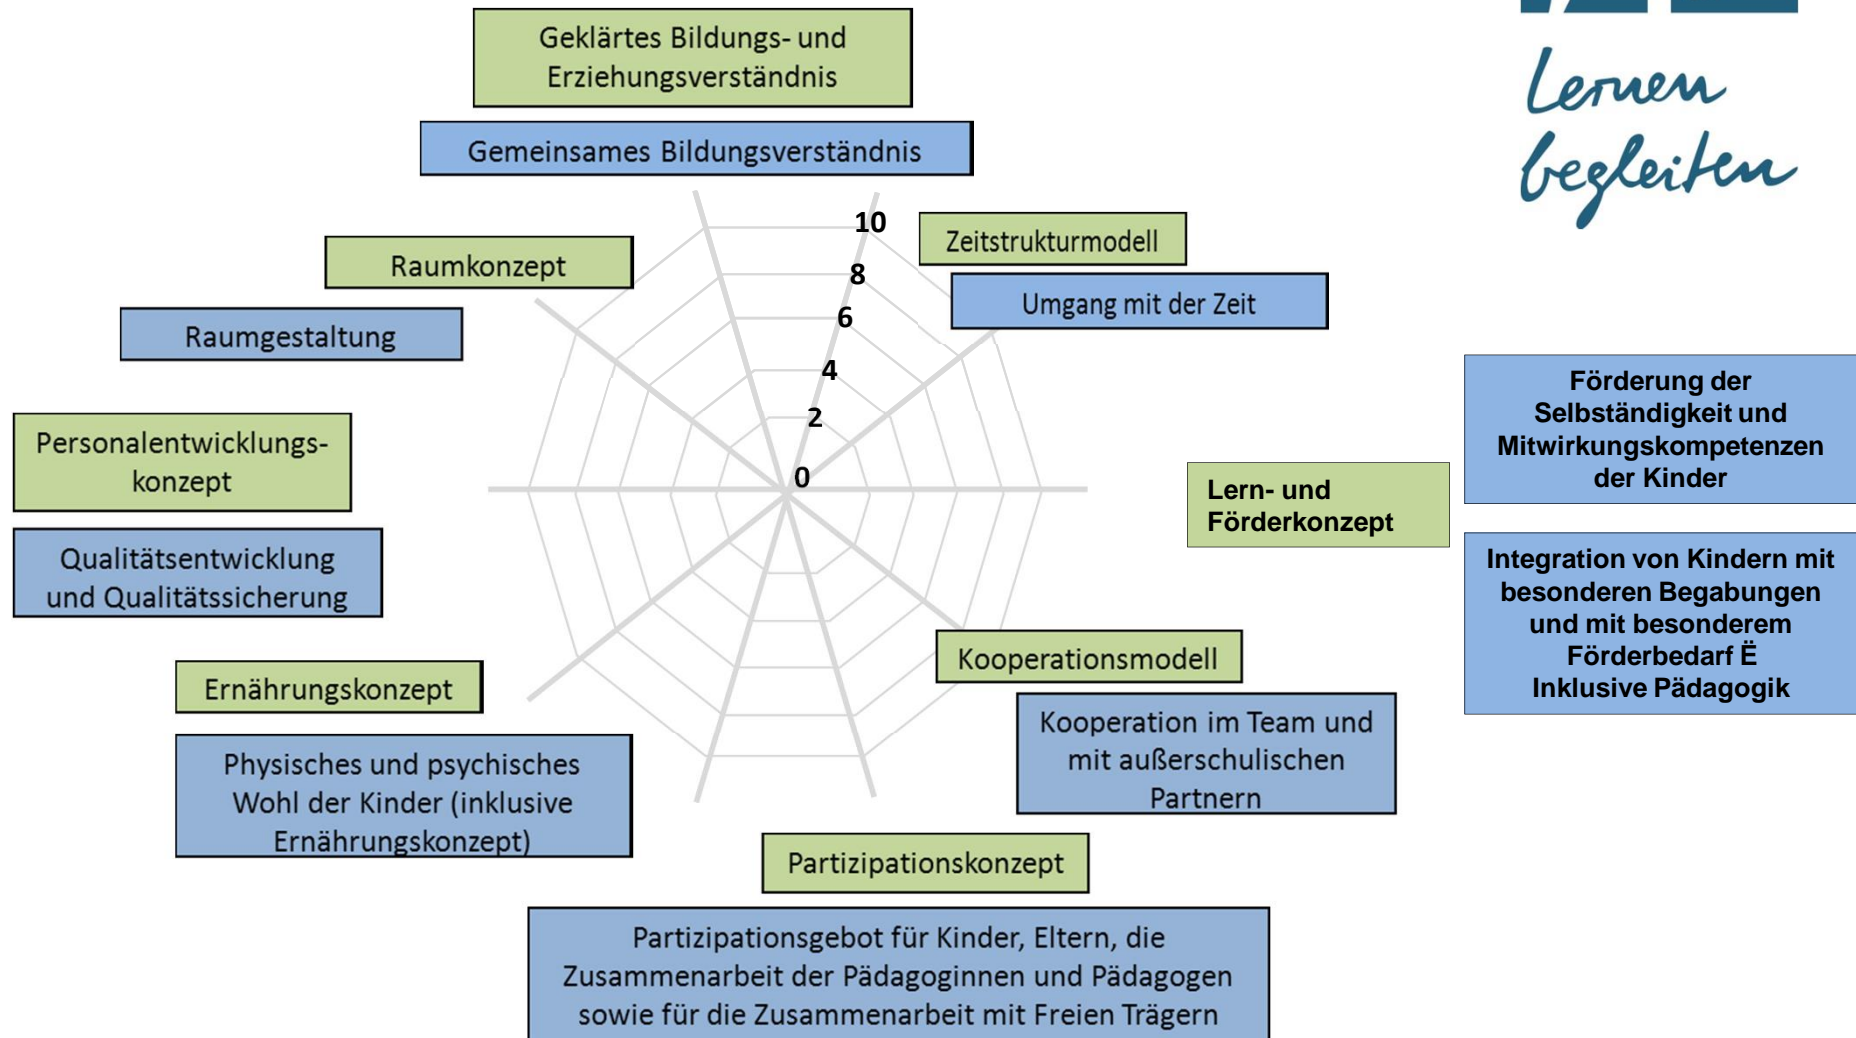 Geklärtes Bildungs- und
Erziehungsverständnis
Gemeinsames Bildungsverständnis
Lernen
begleiten
10
8
6
4
2
0
Zeitstrukturmodell
Umgang mit der Zeit
Raumkonzept
Raumgestaltung
Förderung der
Selbständigkeit und
Mitwirkungskompetenzen
der Kinder
Personalentwicklungs-
konzept
Lern- und
Förderkonzept
Qualitätsentwicklung
und Qualitätssicherung
Integration von Kindern mit
besonderen Begabungen
und mit besonderem
Förderbedarf Ë
Inklusive Pädagogik
Kooperationsmodell
Kooperation im Team und
mit außerschulischen
Partnern
Ernährungskonzept
Physisches und psychisches
Wohl der Kinder (inklusive
Ernährungskonzept)
Partizipationskonzept
Partizipationsgebot für Kinder, Eltern, die
Zusammenarbeit der Pädagoginnen und Pädagogen
sowie für die Zusammenarbeit mit Freien Trägern